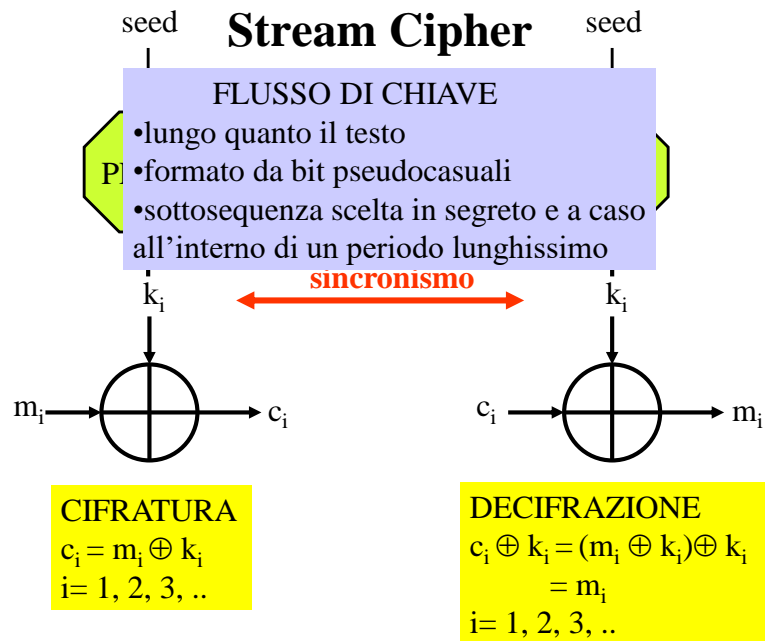 seed Stream Cipher seed
FLUSSO DI CHIAVE
•lungo quanto il testo
•formato da bit pseudocasuali
•sottosequenza scelta in segreto e a caso
all’interno di un periodo lunghissimo
sincronismo
kᵢ kᵢ
mᵢ cᵢ cᵢ mᵢ
CIFRATURA
cᵢ = mᵢ ⊕ kᵢ
i= 1, 2, 3, ..
DECIFRAZIONE
cᵢ ⊕ kᵢ = (mᵢ ⊕ kᵢ)⊕ kᵢ
= mᵢ
i= 1, 2, 3, ..